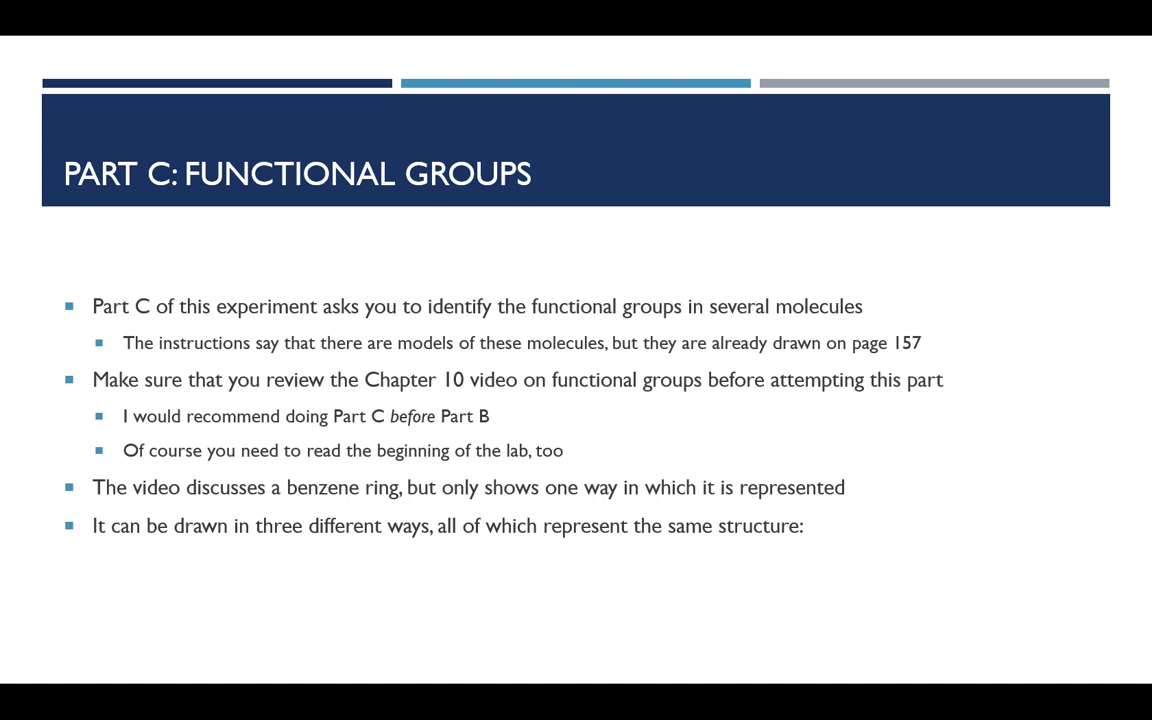 PART C: FUNCTIONAL GROUPS
Part C of this experiment asks you to identify the functional groups in several molecules
The instructions say that there are models of these molecules, but they are already drawn on page 157
Make sure that you review the Chapter 10 video on functional groups before attempting this part
I would recommend doing Part C before Part B
Of course you need to read the beginning of the lab, too
The video discusses a benzene ring, but only shows one way in which it is represented
It can be drawn in three different ways, all of which represent the same structure: